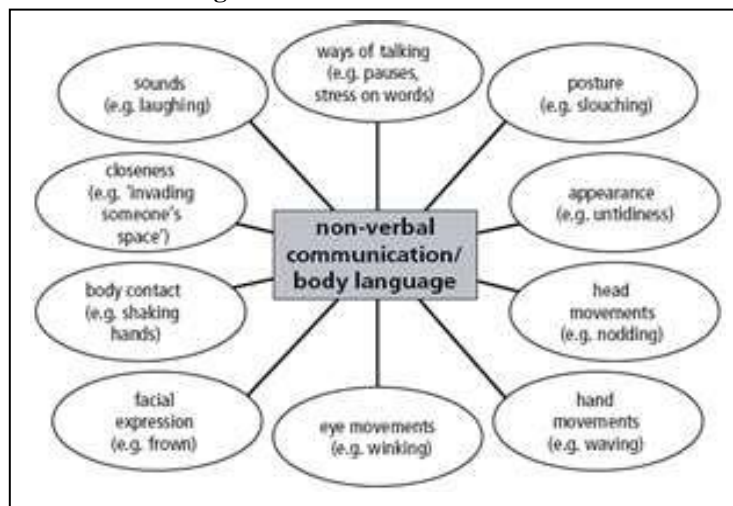 ways of talking
(e.g. pauses,
stress on words)
sounds
(e.g. laughing)
posture
(e.g. slouching)
closeness
(e.g. 'invading
someone's
space')
appearance
(e.g. untidiness)
non-verbal
communication/
body language
body contact
(e.g. shaking
hands)
head
movements
(e.g. nodding)
facial
expression
(e.g. frown)
eye movements
(e.g. winking)
hand
movements
(e.g. waving)